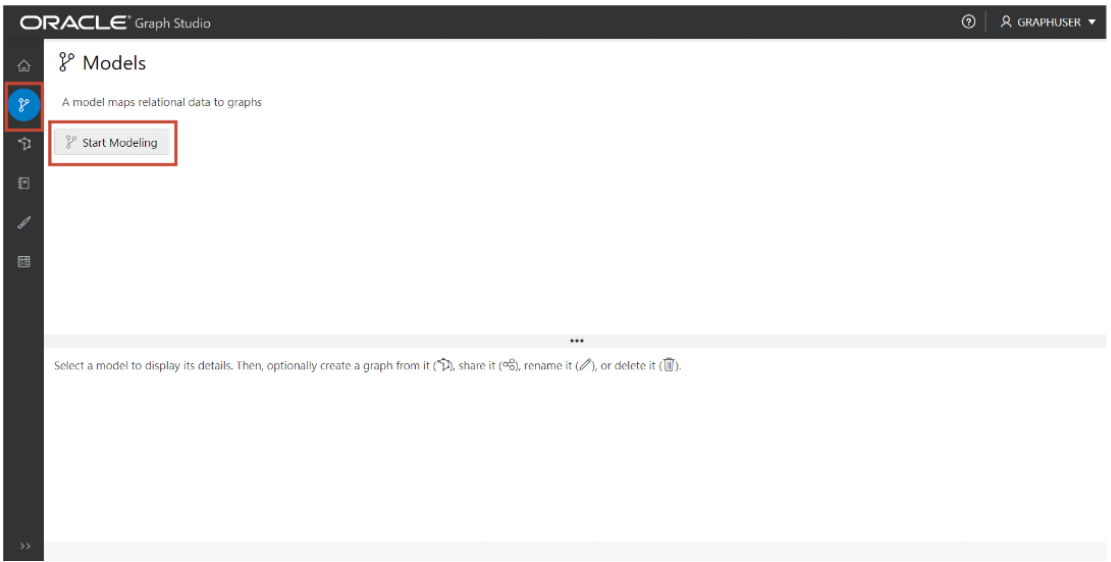 ORACLE® Graph Studio
GRAPHUSER
Models
A model maps relational data to graphs
Start Modeling
Select a model to display its details. Then, optionally create a graph from it (), share it (), rename it (), or delete it ().